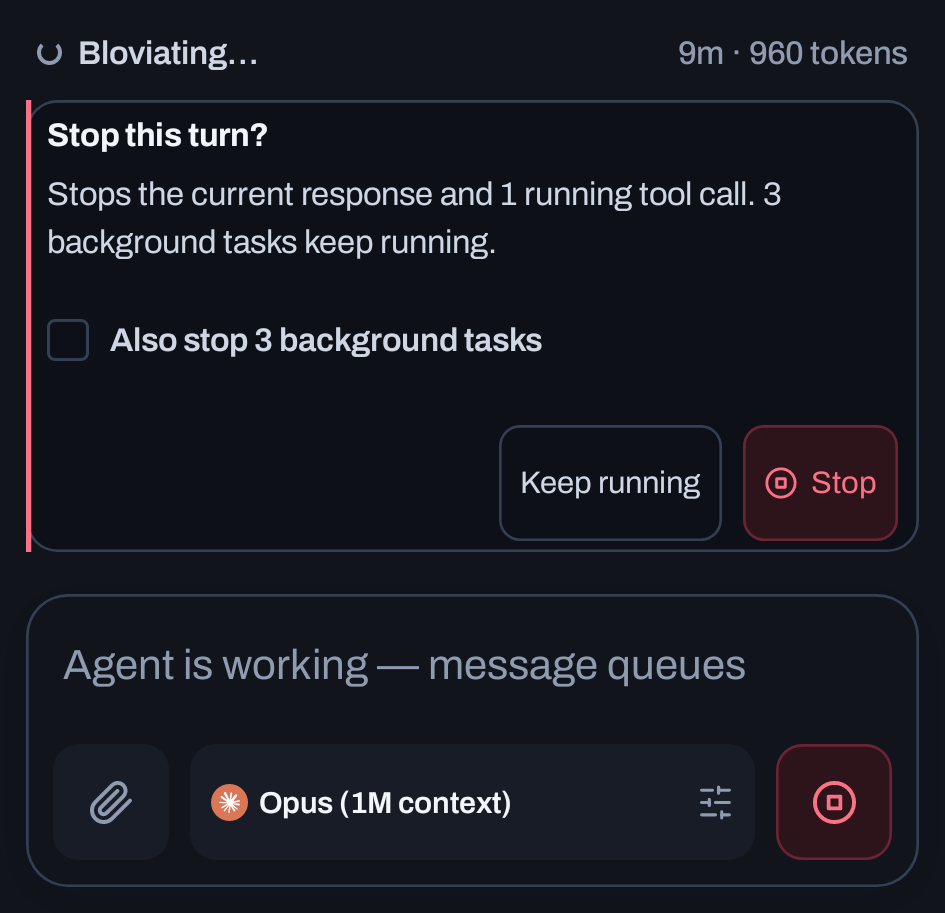 Bloviating...
9m · 960 tokens
Stop this turn?
Stops the current response and 1 running tool call. 3
background tasks keep running.
Also stop 3 background tasks
Keep running
Stop
Agent is working — message queues
Opus (1M context)